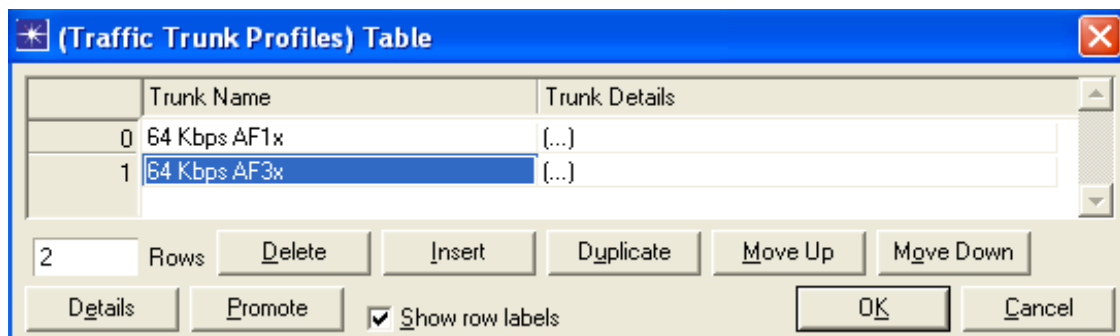 (Traffic Trunk Profiles) Table
Trunk Name Trunk Details
0 64 Kbps AF1x (...)
1 64 Kbps AF3x (...)
2 Rows Delete Insert Duplicate Move Up Move Down
Details Promote Show row labels OK Cancel